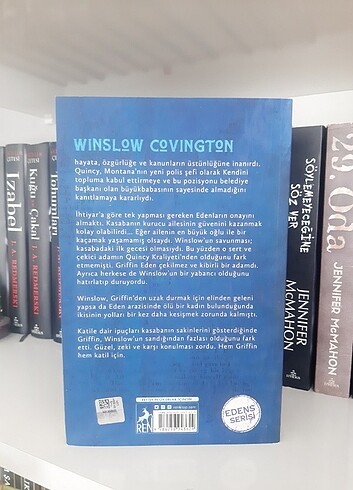 WINSLOW COVINGTON
hayata, özgürlüğe ve kanunların üstünlüğüne inanırdı.
Quincy, Montana'nın yeni polis şefi olarak Kendini
topluma kabul ettirmeye ve bu pozisyonu belediye
başkanı olan büyükbabasının sayesinde almadığını
kanıtlamaya kararlıydı.
İhtiyar'a göre tek yapması gereken Edenların onayını
almaktı. Kasabanın kurucu ailesinin güvenini kazanmak
kolay olabilirdi... Eğer ailenin en büyük oğlu ile bir
kaçamak yaşamamış olsaydı. Winslow'un savunması;
kasabadaki ilk gecesi olmasıydı. Bu yüzden o sert ve
çekici adamın Quincy Kraliyeti'nden olduğunu fark
etmemişti. Griffin Eden çekilmez ve kibirli bir adamdı.
Ayrıca herkese de Winslow'un bir yabancı olduğunu
hatırlatıp duruyordu.
Winslow, Griffin'den uzak durmak için elinden geleni
yapsa da Eden arazisinde ölü bir kadın bulunduğunda
ikisinin yolları bir kez daha kesişmek zorunda kalmıştı.
Katile dair ipuçları kasabanın sakinlerini gösterdiğinde
Griffin, Winslow'un sandığından fazlası olduğunu fark
etti. Güzel, zeki ve karşı konulması zordu. Hem Griffin
hem katil için.
REN
EDENS
SERİSİ
İzabel
J.A. REDMERSKI
Kuğu ve Çakal
J.A. REDMERSKI
SÖYLEMEYECEĞİNE
SÖZ VER
JENNIFER
McMAHON
29. Oda
JENNIFER McMAHON